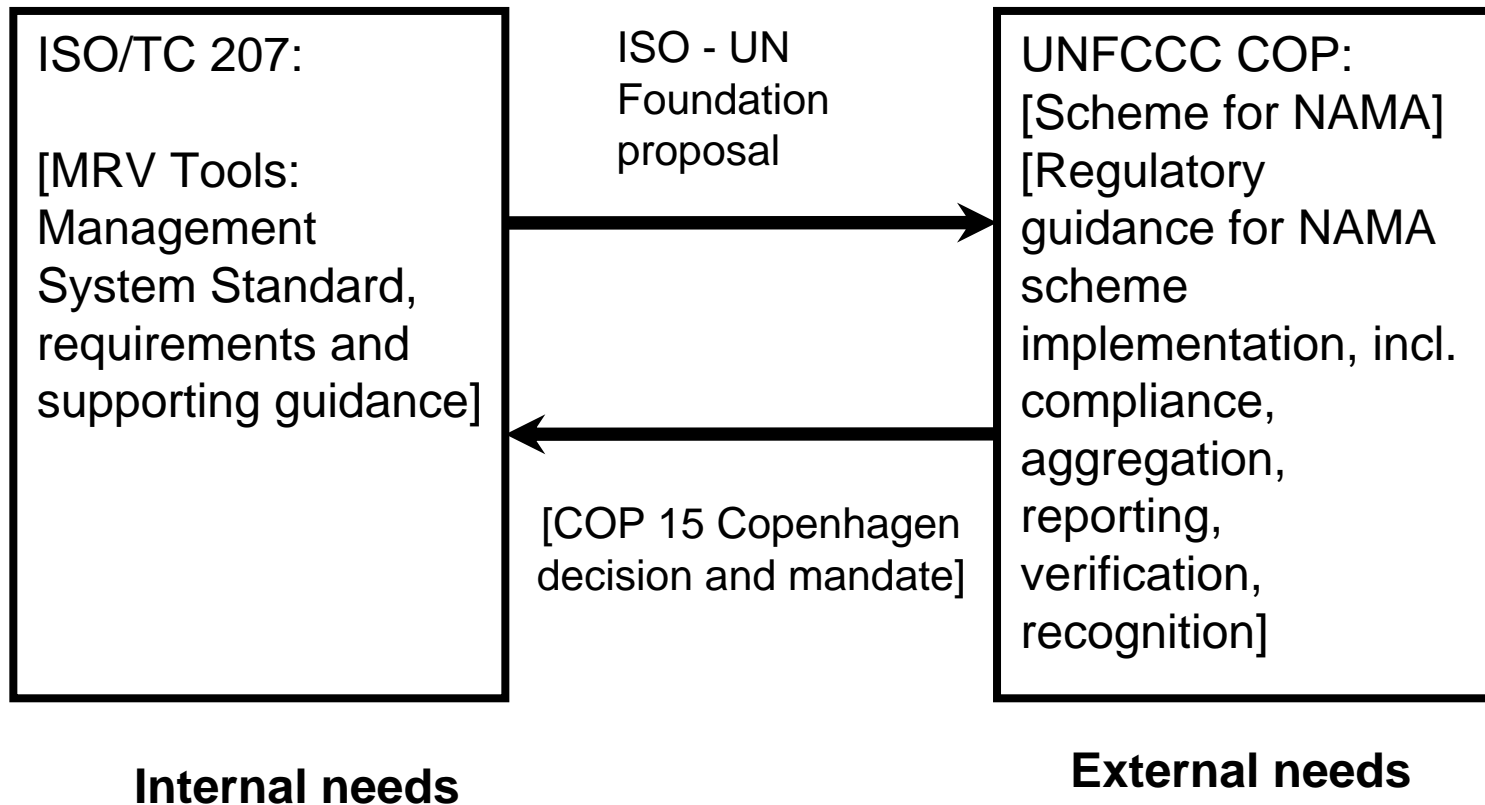 ISO/TC 207:
[MRV Tools:
Management
System Standard,
requirements and
supporting guidance]
ISO - UN
Foundation
proposal
[COP 15 Copenhagen
decision and mandate]
UNFCCC COP:
[Scheme for NAMA]
[Regulatory
guidance for NAMA
scheme
implementation, incl.
compliance,
aggregation,
reporting,
verification,
recognition]
Internal needs
External needs